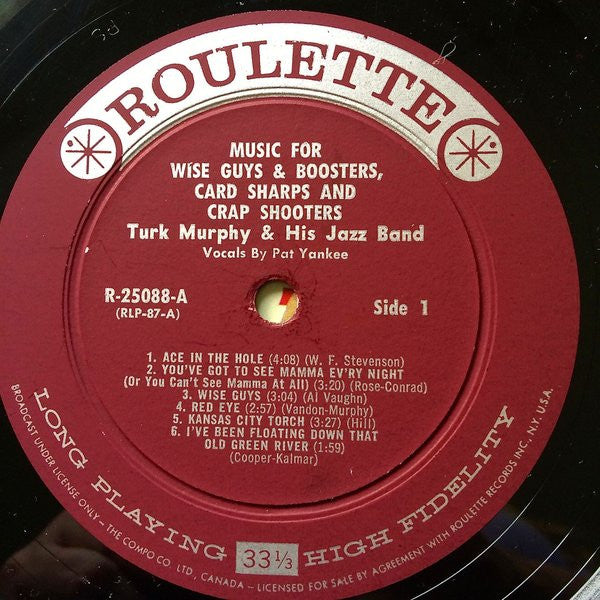 ROULETTE
MUSIC FOR
WISE GUYS & BOOSTERS,
CARD SHARPS AND
CRAP SHOOTERS
Turk Murphy & His Jazz Band
Vocals By Pat Yankee
R-25088-A
(RLP-87-A)
Side 1
1. ACE IN THE HOLE (4:08) (W. F. Stevenson)
2. YOU'VE GOT TO SEE MAMMA EV'RY NIGHT
(Or You Can't See Mamma At All) (3:20) (Rose-Conrad)
3. WISE GUYS (3:04) (Al Vaughn)
4. RED EYE (2:57) (Vandon-Murphy)
5. KANSAS CITY TORCH (3:27) (Hill)
6. I'VE BEEN FLOATING DOWN THAT
OLD GREEN RIVER (1:59)
(Cooper-Kalmar)
LONG PLAYING 33 1/3 HIGH FIDELITY
BROADCAST UNDER LICENSE ONLY - THE COMPO CO. LTD., CANADA - LICENSED FOR SALE BY AGREEMENT WITH ROULETTE RECORDS INC. N.Y. U.S.A.